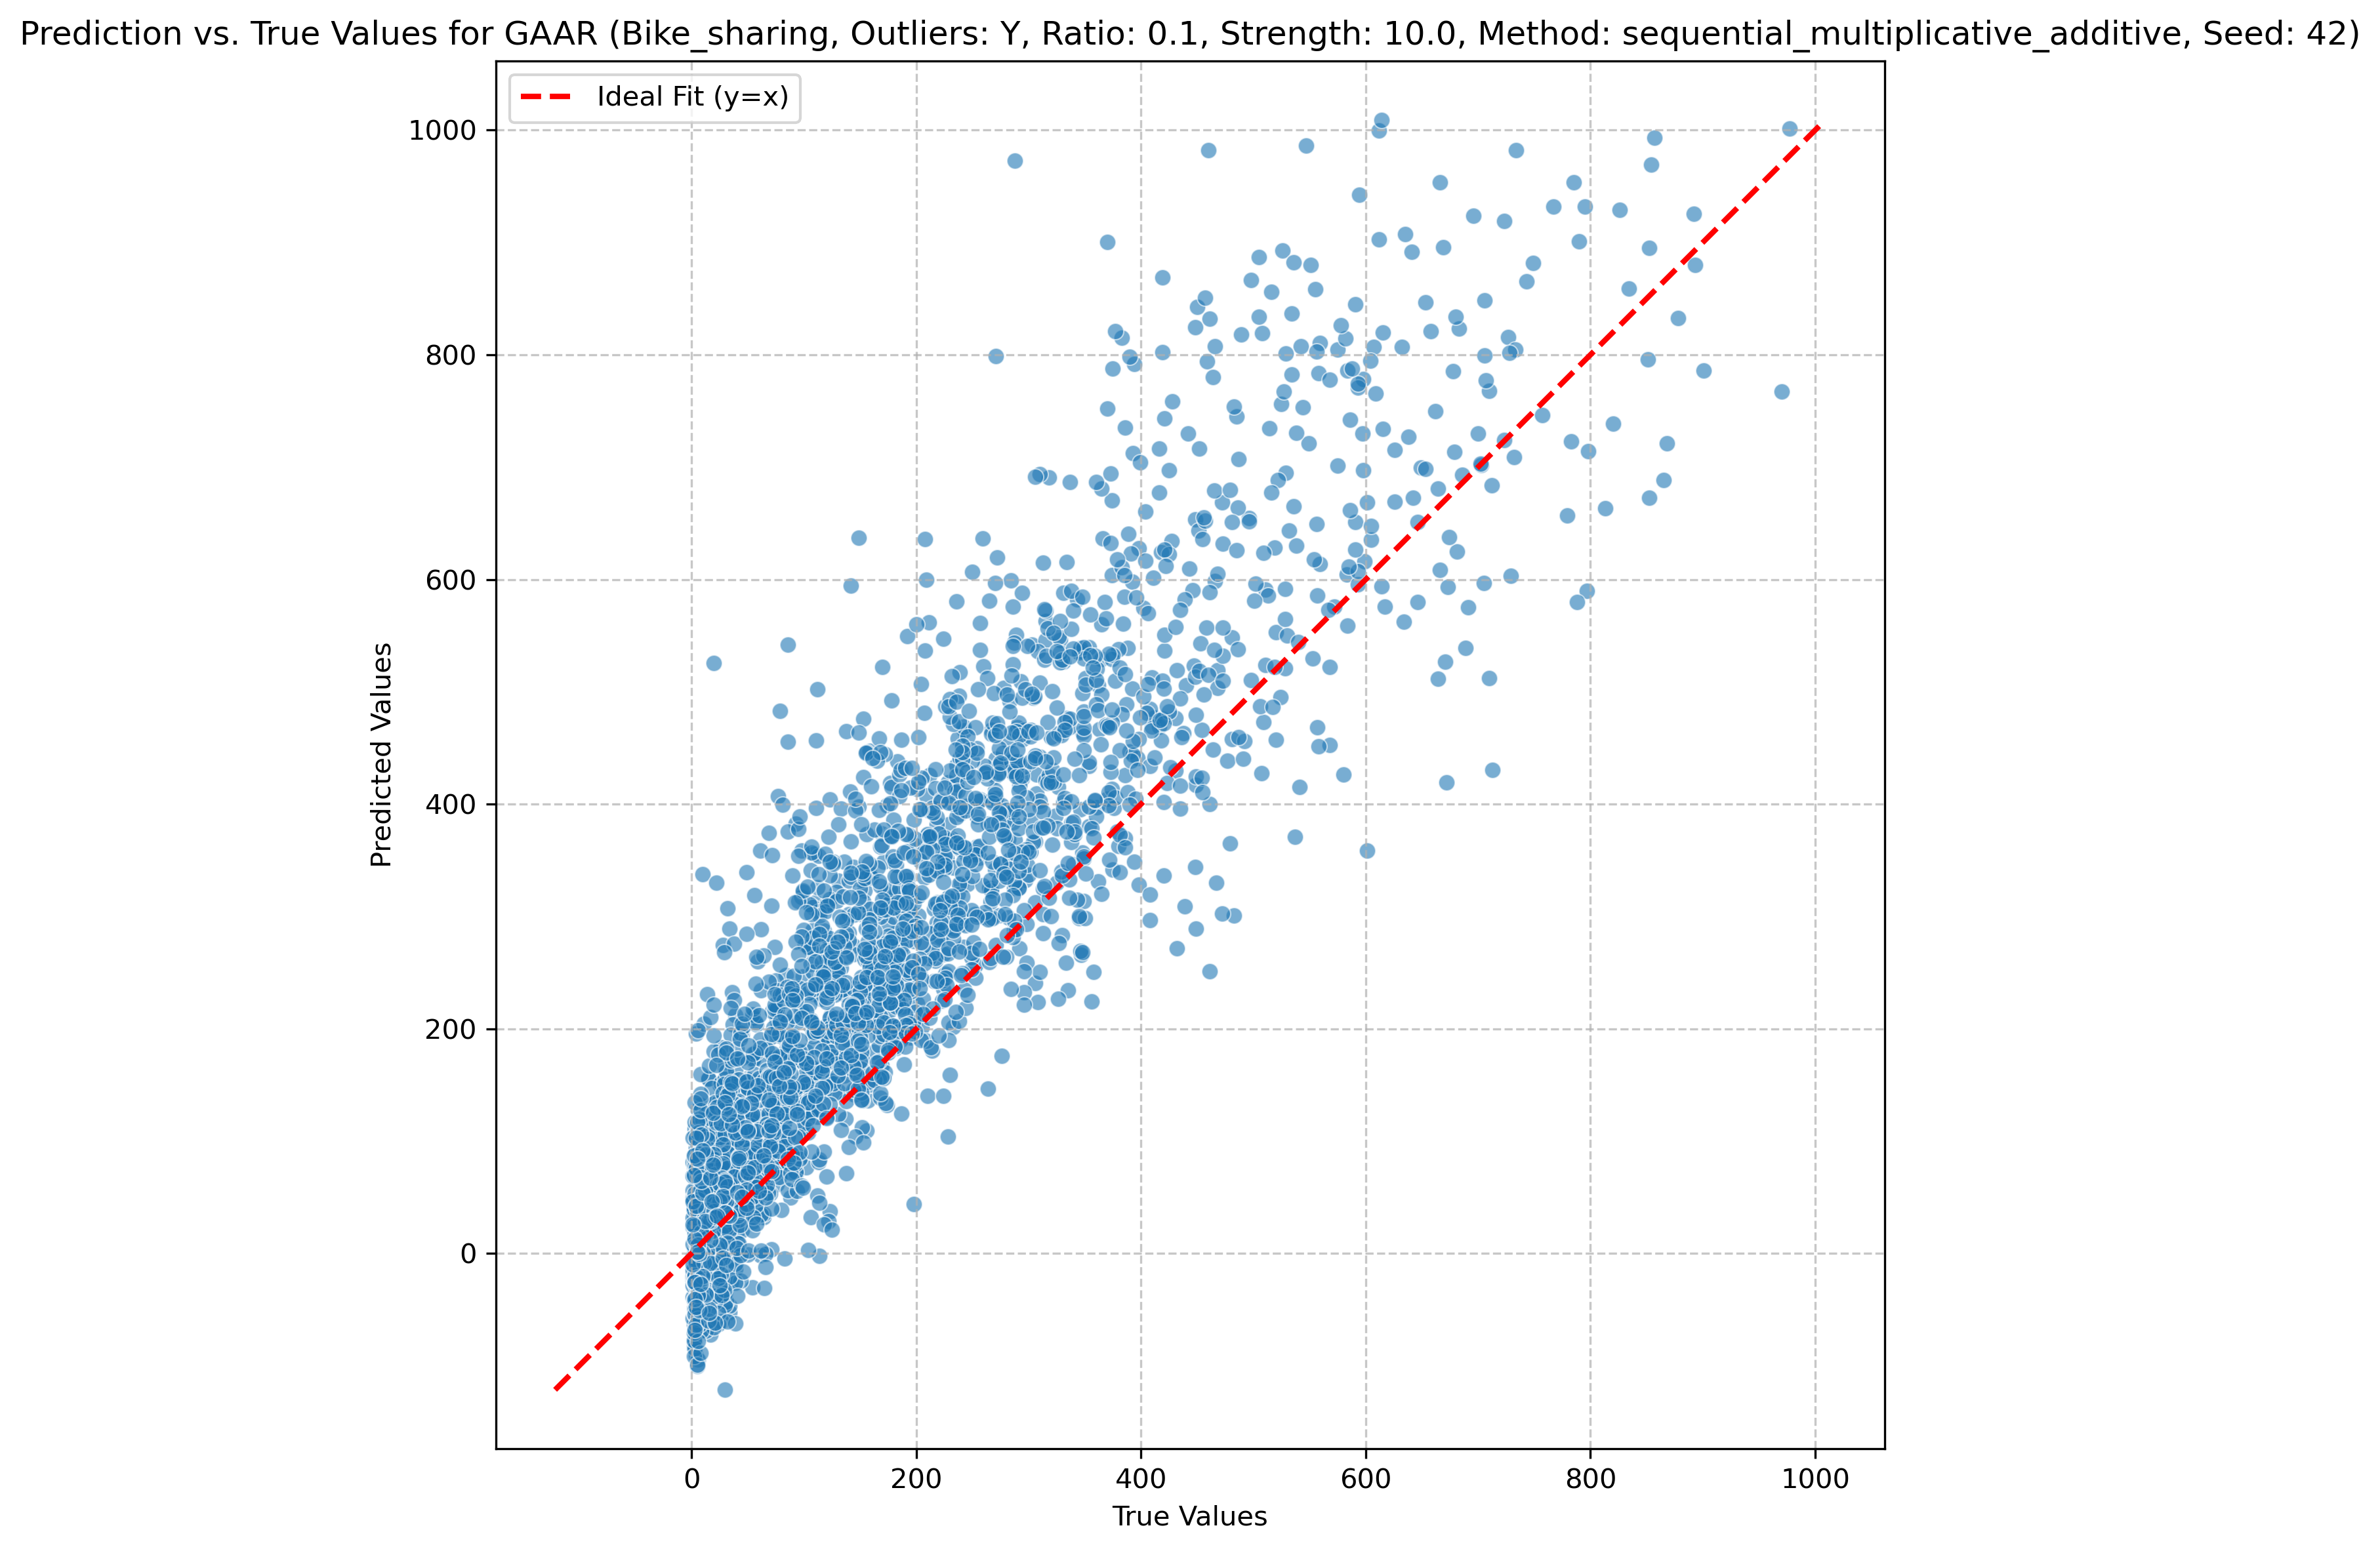 Prediction vs. True Values for GAAR (Bike_sharing, Outliers: Y, Ratio: 0.1, Strength: 10.0, Method: sequential_multiplicative_additive, Seed: 42)
Ideal Fit (y=x)
1000
800
600
400
200
0
Predicted Values
0 200 400 600 800 1000
True Values